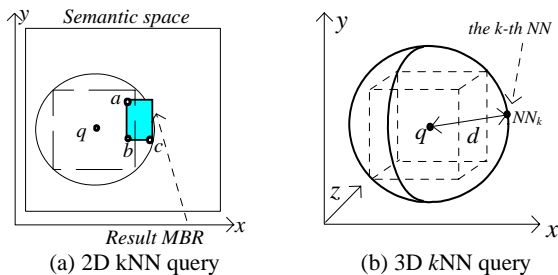 y
Semantic space
a
q
b
c
x
Result MBR
(a) 2D kNN query
y
the k-th NN
NNk
q
d
z
x
(b) 3D kNN query